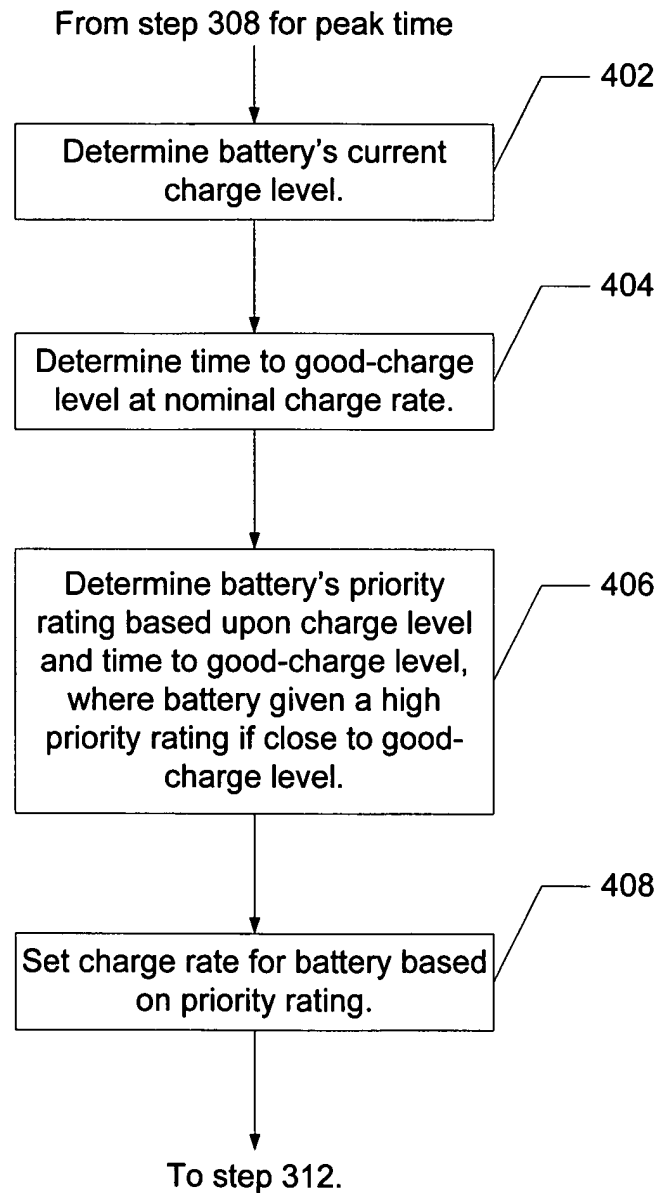 From step 308 for peak time
402
Determine battery's current
charge level.
404
Determine time to good-charge
level at nominal charge rate.
406
Determine battery's priority
rating based upon charge level
and time to good-charge level,
where battery given a high
priority rating if close to good-
charge level.
408
Set charge rate for battery based
on priority rating.
To step 312.